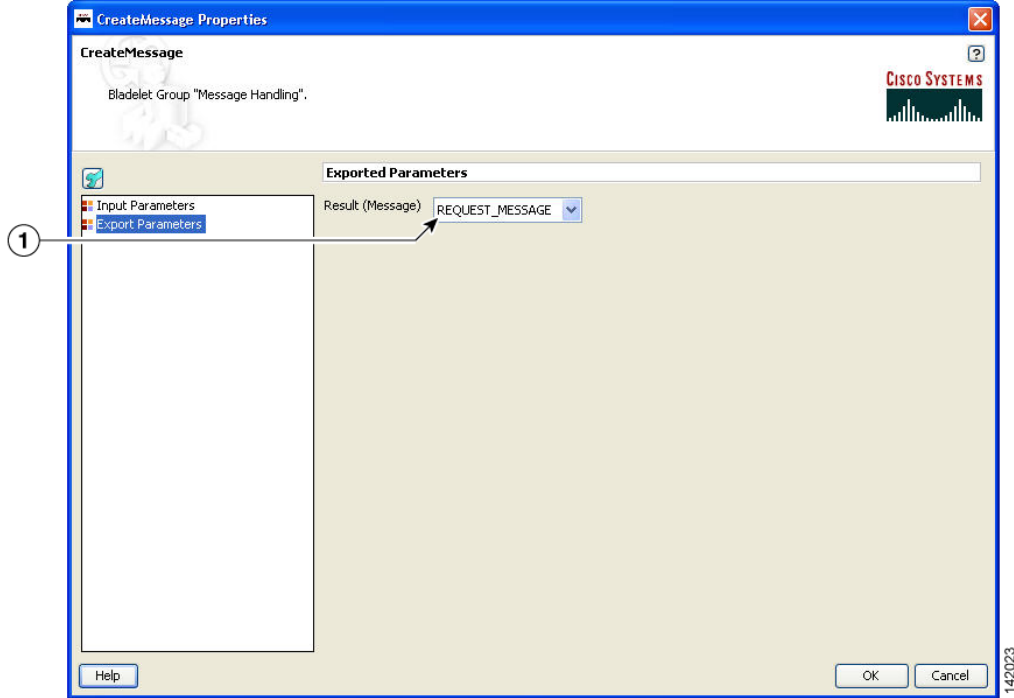 CreateMessage Properties
CreateMessage
?
Bladelet Group "Message Handling".
CISCO SYSTEMS
Exported Parameters
Input Parameters
Export Parameters
Result (Message) REQUEST_MESSAGE
1
Help
OK
Cancel
142023